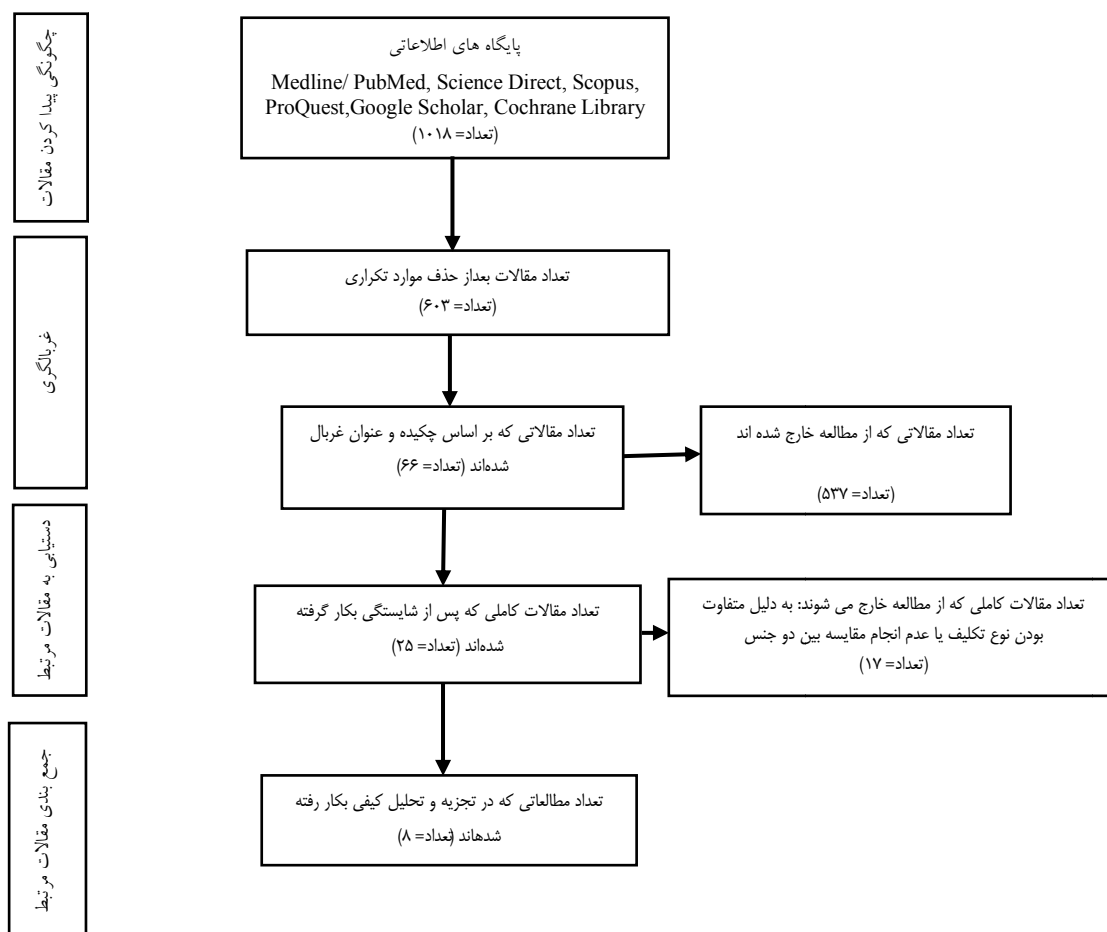 چگونگی پیدا کردن مقالات
پایگاه های اطلاعاتی
Medline/ PubMed, Science Direct, Scopus,
ProQuest,Google Scholar, Cochrane Library
(تعداد= ۱۰۱۸)
غربالگری
تعداد مقالات بعداز حذف موارد تکراری
(تعداد= ۶۰۳)
تعداد مقالاتی که بر اساس چکیده و عنوان غربال
شده‌اند (تعداد= ۶۶)
تعداد مقالاتی که از مطالعه خارج شده اند
(تعداد= ۵۳۷)
دستیابی به مقالات مرتبط
تعداد مقالات کاملی که پس از شایستگی بکار گرفته
شده‌اند (تعداد= ۲۵)
تعداد مقالات کاملی که از مطالعه خارج می شوند: به دلیل متفاوت
بودن نوع تکلیف یا عدم انجام مقایسه بین دو جنس
(تعداد= ۱۷)
جمع بندی مقالات مرتبط
تعداد مطالعاتی که در تجزیه و تحلیل کیفی بکار رفته
شدهاند (تعداد= ۸)